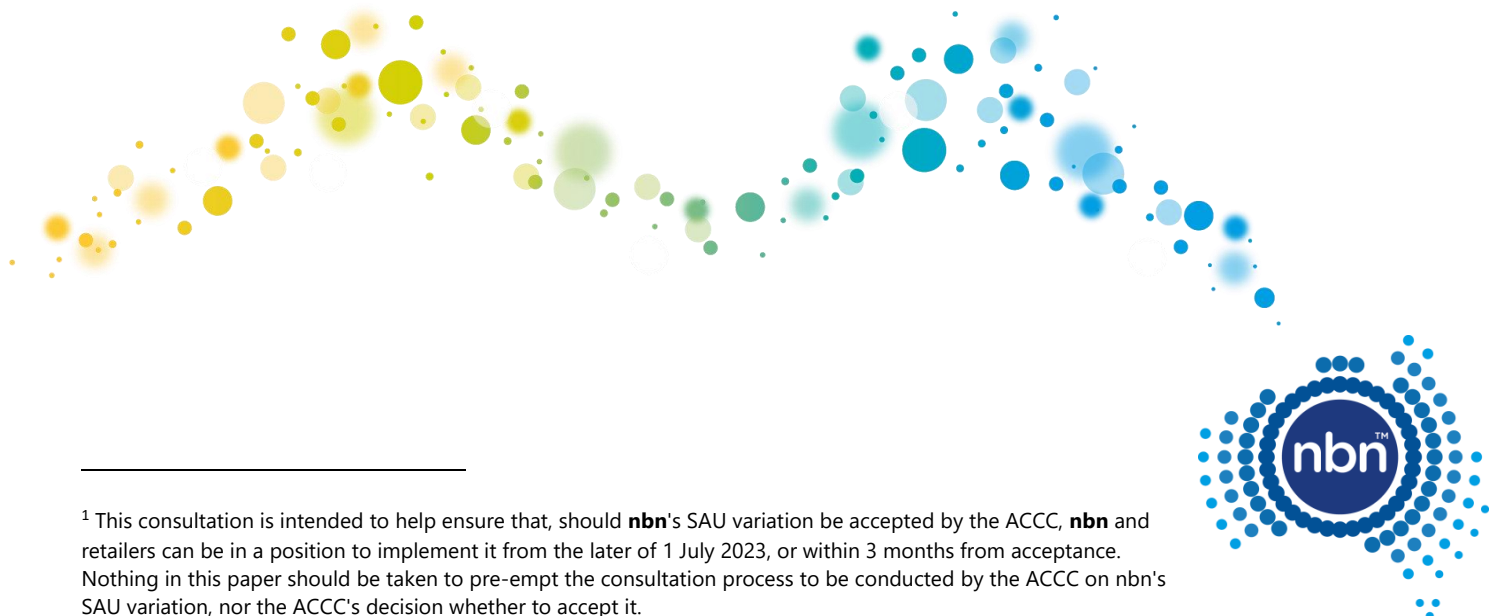 nbn™
1 This consultation is intended to help ensure that, should nbn's SAU variation be accepted by the ACCC, nbn and
retailers can be in a position to implement it from the later of 1 July 2023, or within 3 months from acceptance.
Nothing in this paper should be taken to pre-empt the consultation process to be conducted by the ACCC on nbn's
SAU variation, nor the ACCC's decision whether to accept it.